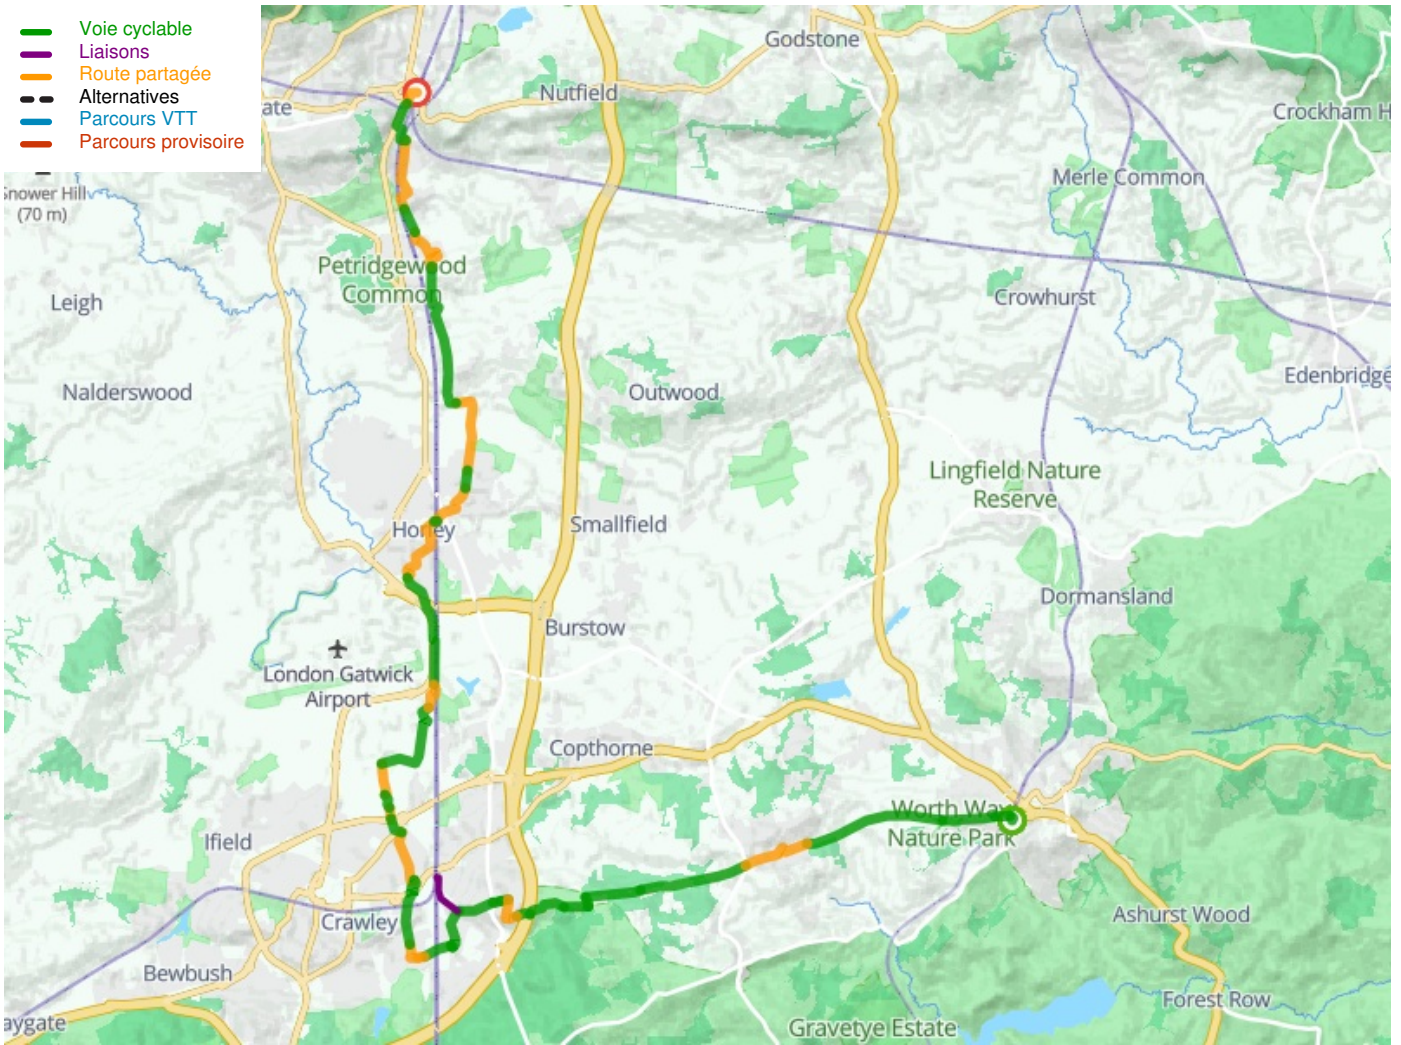 Voie cyclable
Liaisons
Route partagée
Alternatives
Parcours VTT
Parcours provisoire
Godstone
Nutfield
ate
Crockham H
Merle Common
Snower Hill
(70 m)
Petridgewood
Common
Leigh
Crowhurst
Nalderswood
Outwood
Edenbridge
Lingfield Nature
Reserve
Horley
Smallfield
Dormansland
Burstow
London Gatwick
Airport
Copthorne
Worth Way
Nature Park
Ifield
Crawley
Ashurst Wood
Bewbush
Forest Row
aygate
Gravetye Estate